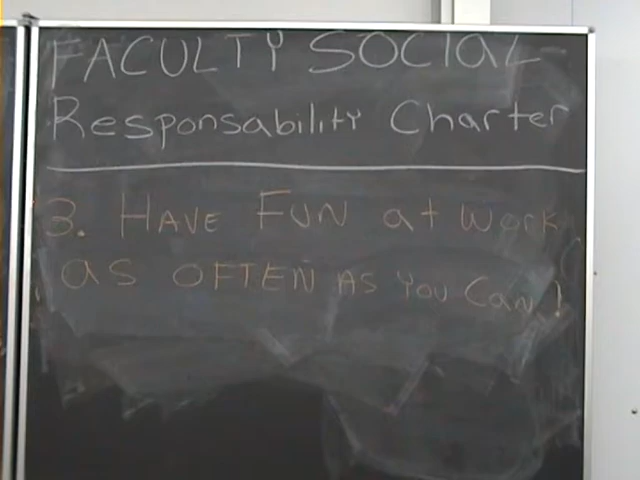 FACULTY SOCIAL
Responsability Charter
3. HAVE FUN at work
as OFTEN AS YOU Can!